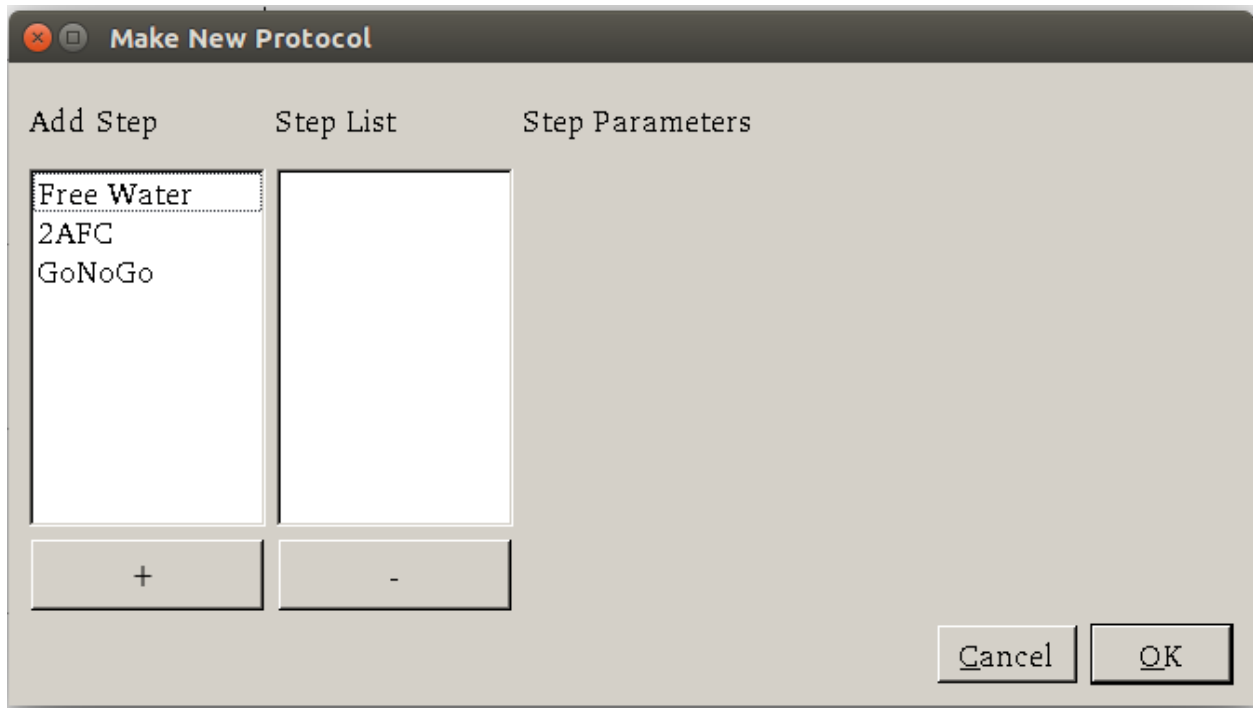 Make New Protocol
Add Step
Step List
Step Parameters
Free Water
2AFC
GoNoGo
+
-
Cancel
OK